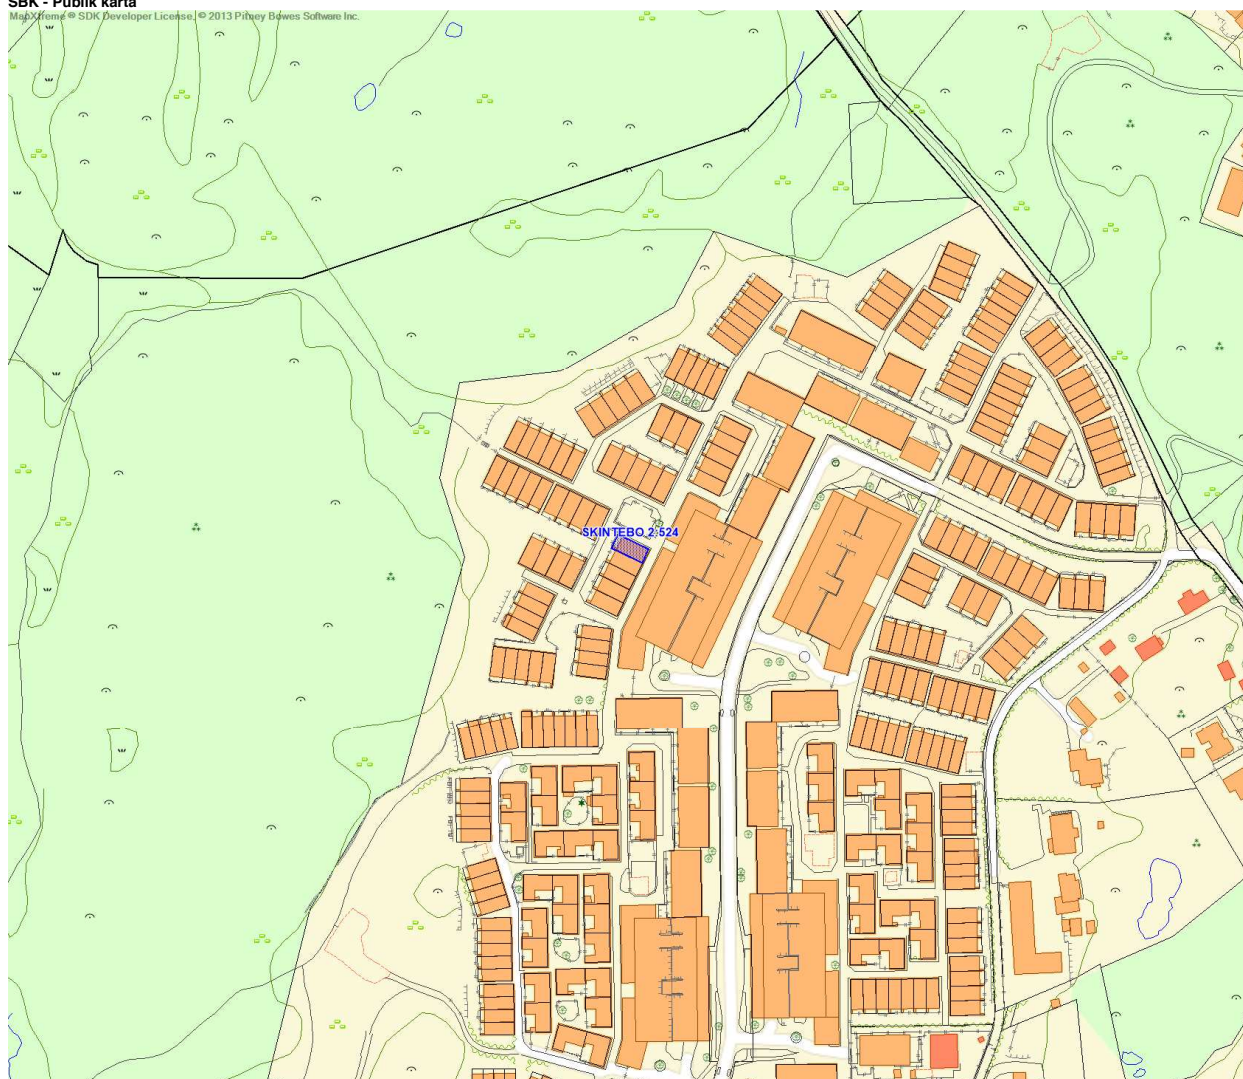 SBK - Publik karta
MapXtreme ® SDK Developer License, © 2013 Pitney Bowes Software Inc.
SKINTEBO 2:524